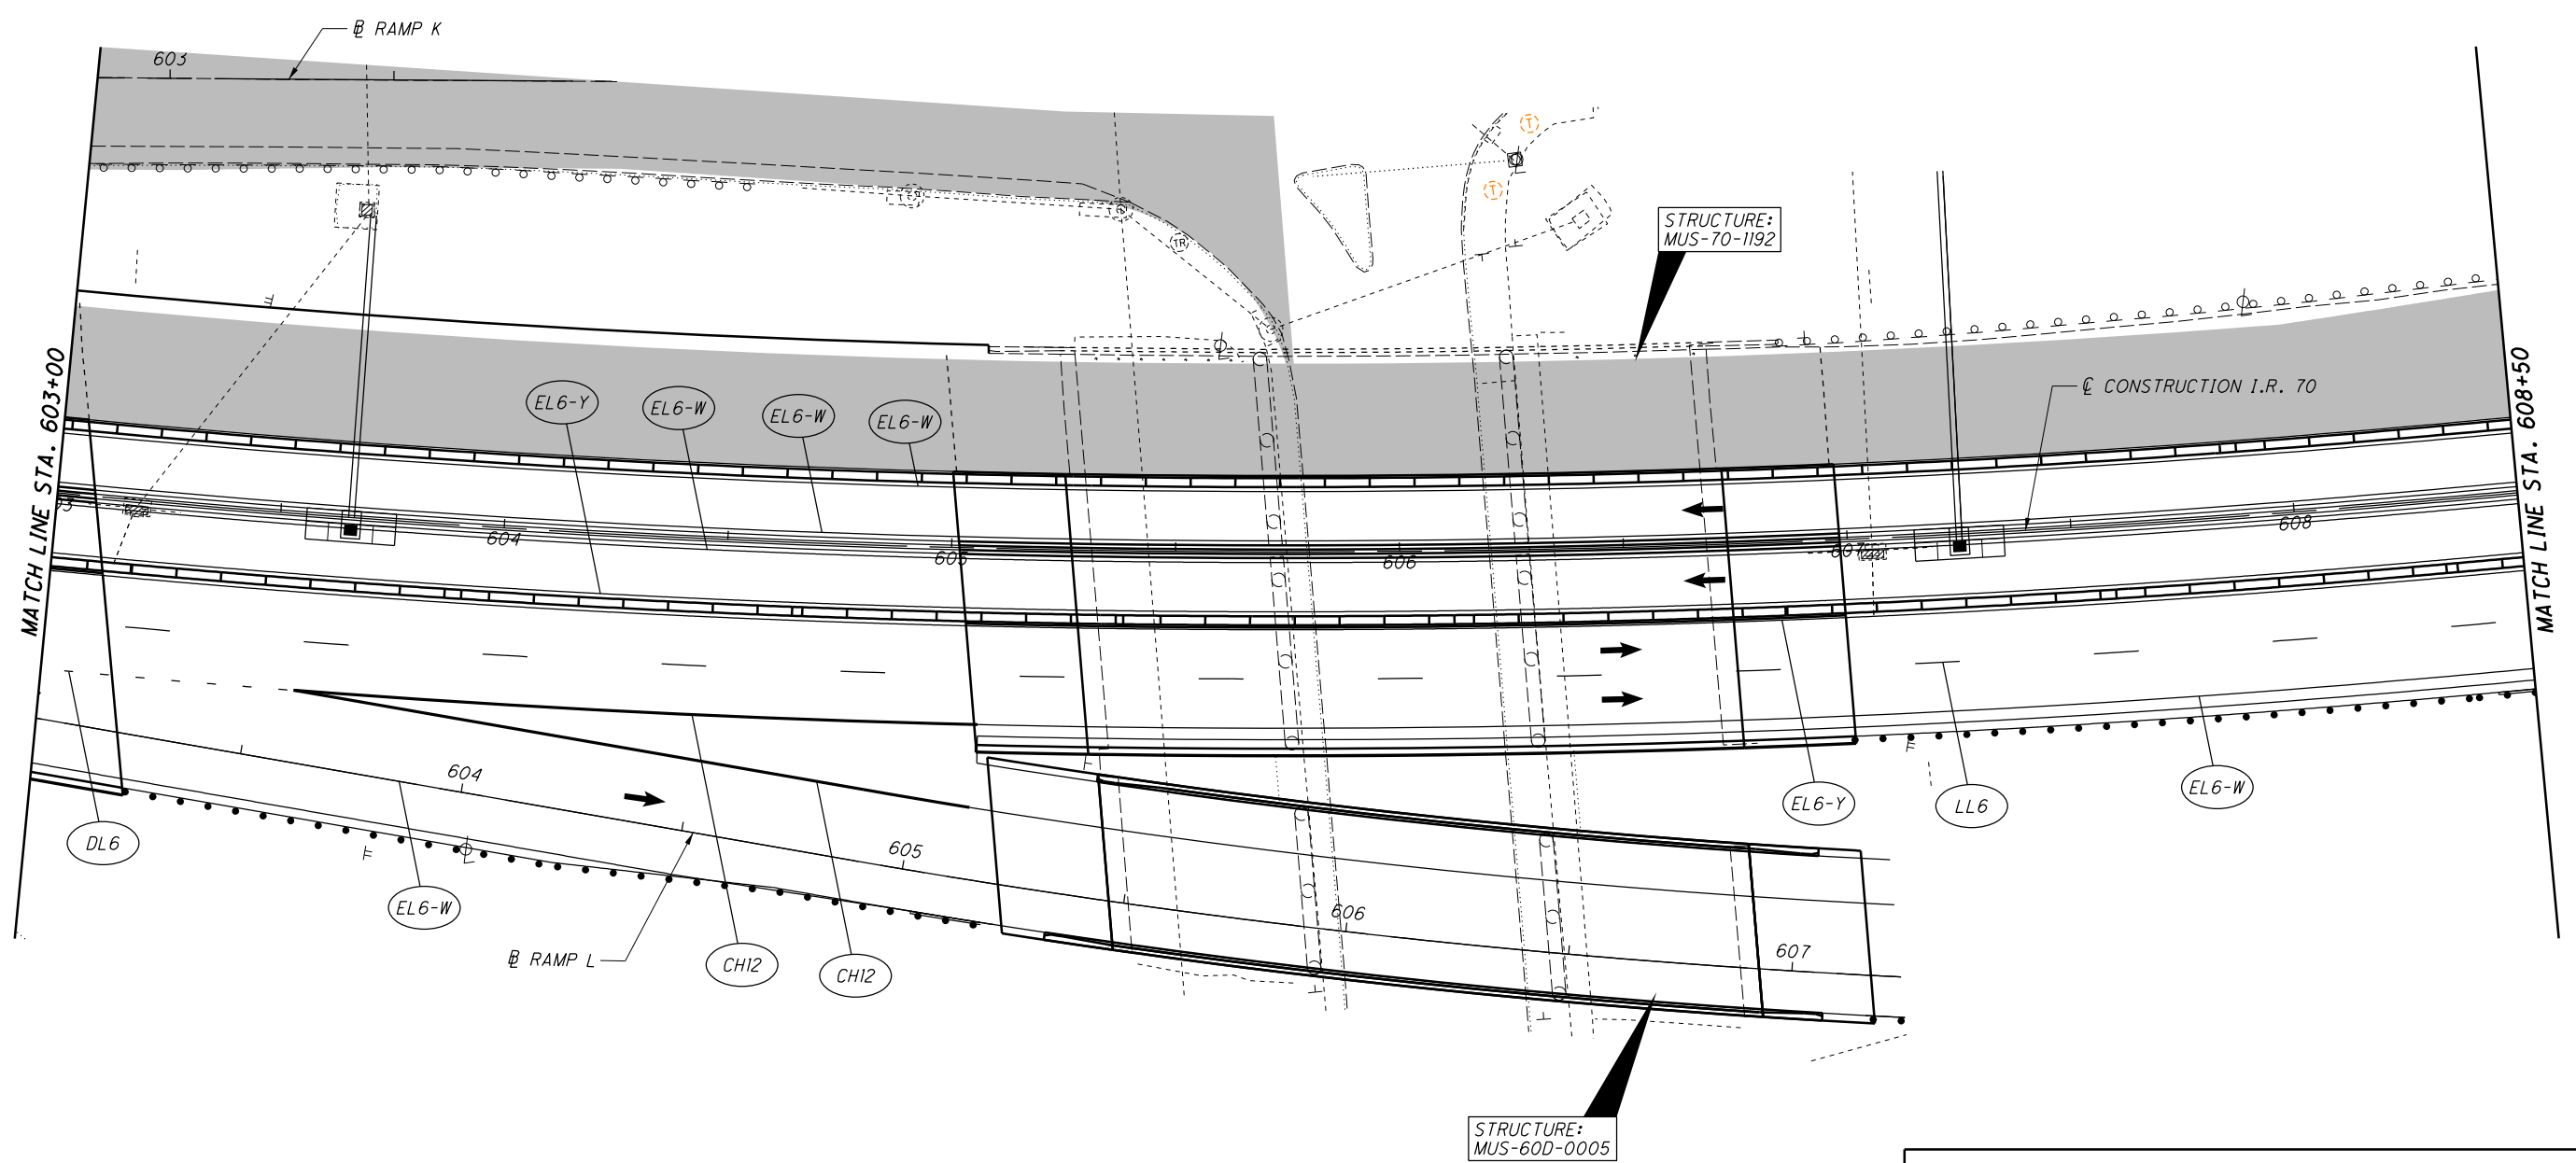 ℄ RAMP K
603
T
T
STRUCTURE:
MUS-70-1192
TR
MATCH LINE STA. 603+00
MATCH LINE STA. 608+50
℄ CONSTRUCTION I.R. 70
EL6-Y
EL6-W
EL6-W
EL6-W
604
605
606
607
608
604
605
606
607
DL6
EL6-W
℄ RAMP L
CH12
CH12
EL6-Y
LL6
EL6-W
STRUCTURE:
MUS-60D-0005